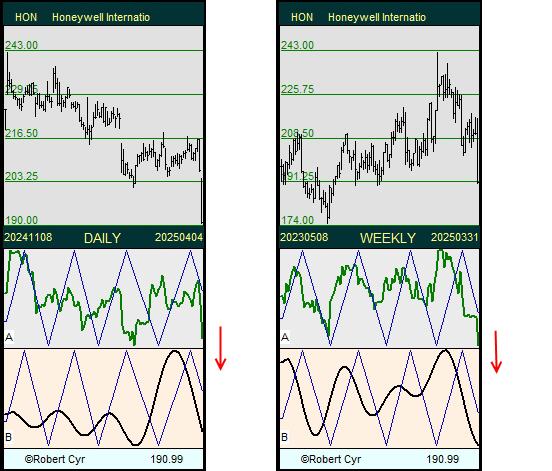 HON Honeywell Internatio
243.00
229.75
216.50
203.25
190.00
20241108 DAILY 20250404
A
B
©Robert Cyr 190.99
HON Honeywell Internatio
243.00
225.75
208.50
191.25
174.00
20230508 WEEKLY 20250331
A
B
©Robert Cyr 190.99